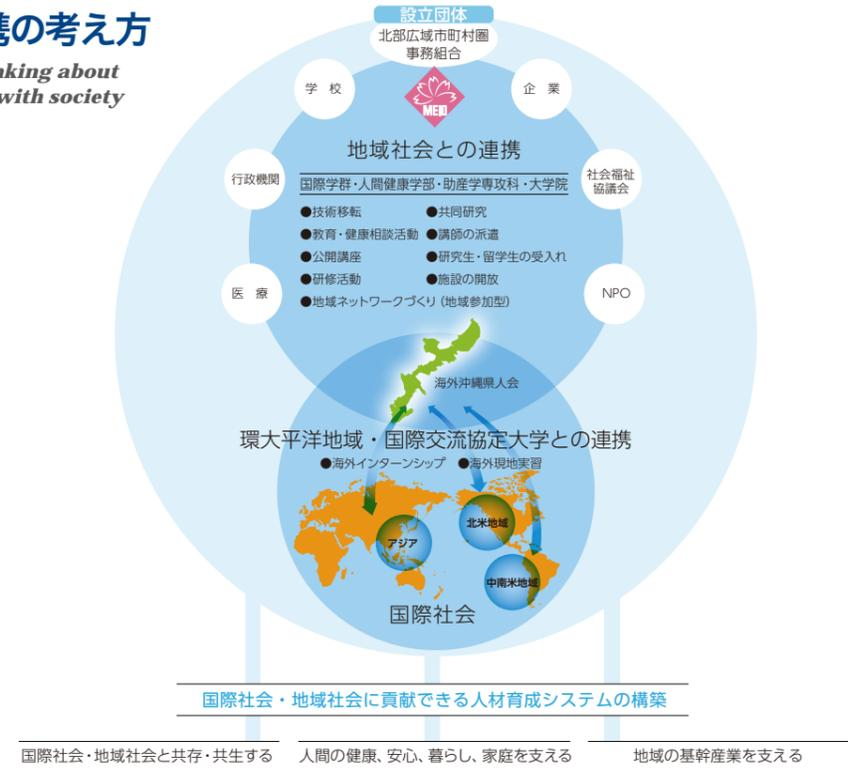 携の考え方
nking about
with society
設立団体
北部広域市町村圏
事務組合
学 校
企 業
MEIO
地域社会との連携
行政機関
社会福祉
協議会
国際学群・人間健康学部・助産学専攻科・大学院
●技術移転 ●共同研究
●教育・健康相談活動 ●講師の派遣
●公開講座 ●研究生・留学生の受入れ
●研修活動 ●施設の開放
医 療
NPO
●地域ネットワークづくり（地域参加型）
海外沖縄県人会
環太平洋地域・国際交流協定大学との連携
●海外インターンシップ ●海外現地実習
北米地域
アジア
中南米地域
国際社会
国際社会・地域社会に貢献できる人材育成システムの構築
国際社会・地域社会と共存・共生する
人間の健康、安心、暮らし、家庭を支える
地域の基幹産業を支える